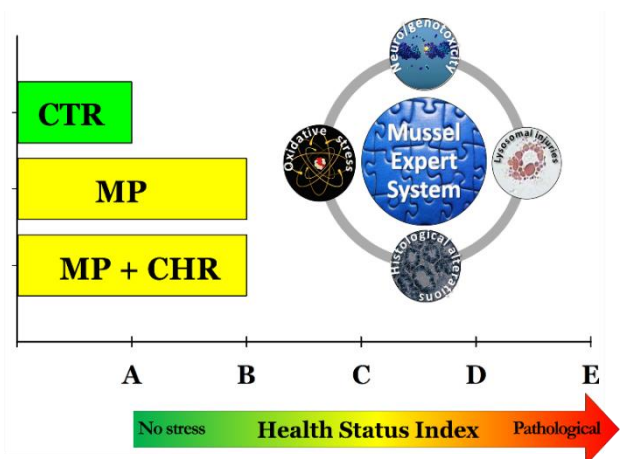 CTR
MP
MP + CHR
Neuro/genotoxicity
Oxidative stress
Mussel
Expert
System
Lysosomal injuries
Histological alterations
A B C D E
No stress Health Status Index Pathological